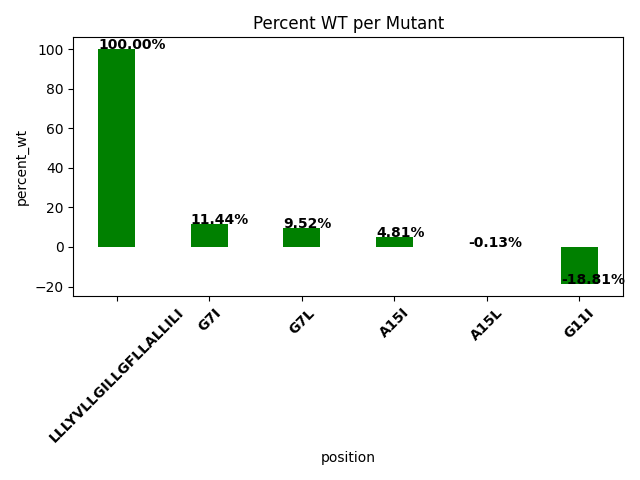 Percent WT per Mutant
percent_wt
100
80
60
40
20
0
−20
100.00%
11.44%
9.52%
4.81%
-0.13%
-18.81%
LLLYVLLGILLGFLLALLILI
G7I
G7L
A15I
A15L
G11I
position